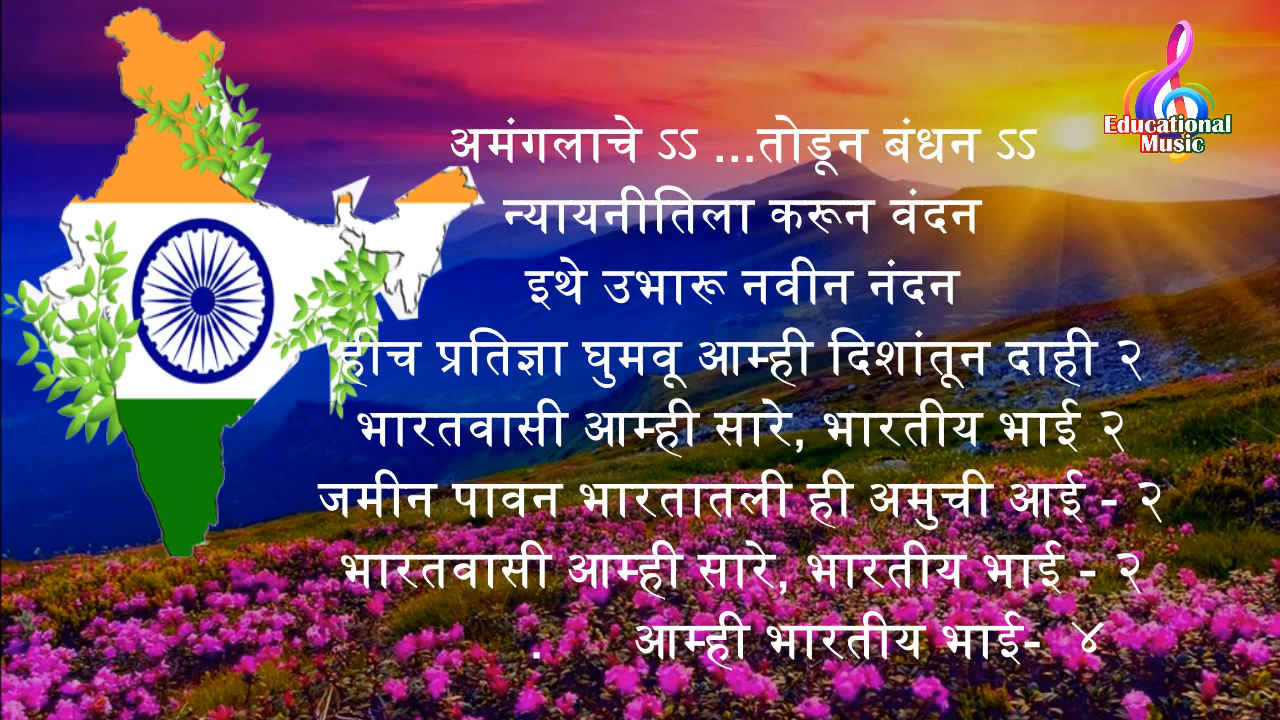 Educational
Music
अमंगलाचे ऽऽ ...तोडून बंधन ऽऽ
न्यायनीतिला करून वंदन
इथे उभारू नवीन नंदन
हीच प्रतिज्ञा घुमवू आम्ही दिशांतून दाही २
भारतवासी आम्ही सारे, भारतीय भाई २
जमीन पावन भारतातली ही अमुची आई - २
भारतवासी आम्ही सारे, भारतीय भाई - २
. आम्ही भारतीय भाई- ४